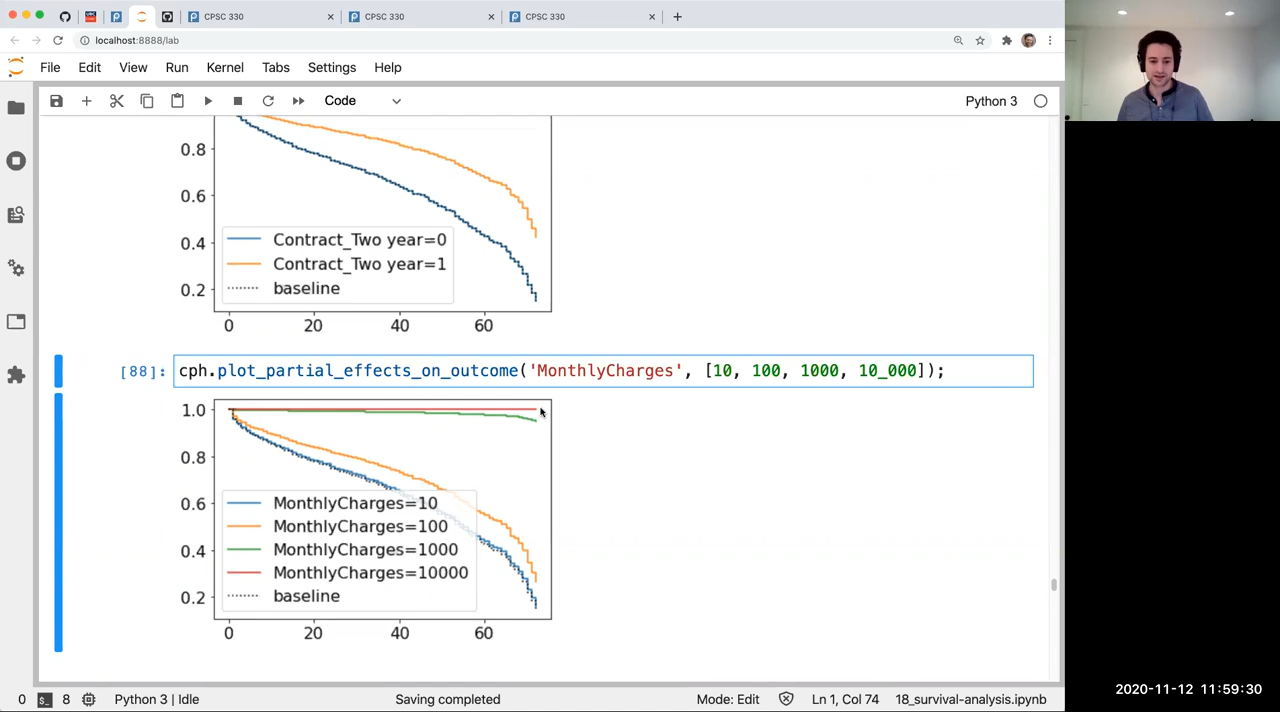 CPSC 330
CPSC 330
CPSC 330
localhost:8888/lab
File Edit View Run Kernel Tabs Settings Help
Code
Python 3
0.8
0.6
0.4
0.2
Contract_Two year=0
Contract_Two year=1
baseline
0 20 40 60
[88]: cph.plot_partial_effects_on_outcome('MonthlyCharges', [10, 100, 1000, 10_000]);
1.0
0.8
0.6
0.4
0.2
MonthlyCharges=10
MonthlyCharges=100
MonthlyCharges=1000
MonthlyCharges=10000
baseline
0 20 40 60
0 8 Python 3 | Idle Saving completed Mode: Edit Ln 1, Col 74 18_survival-analysis.ipynb
2020-11-12 11:59:30